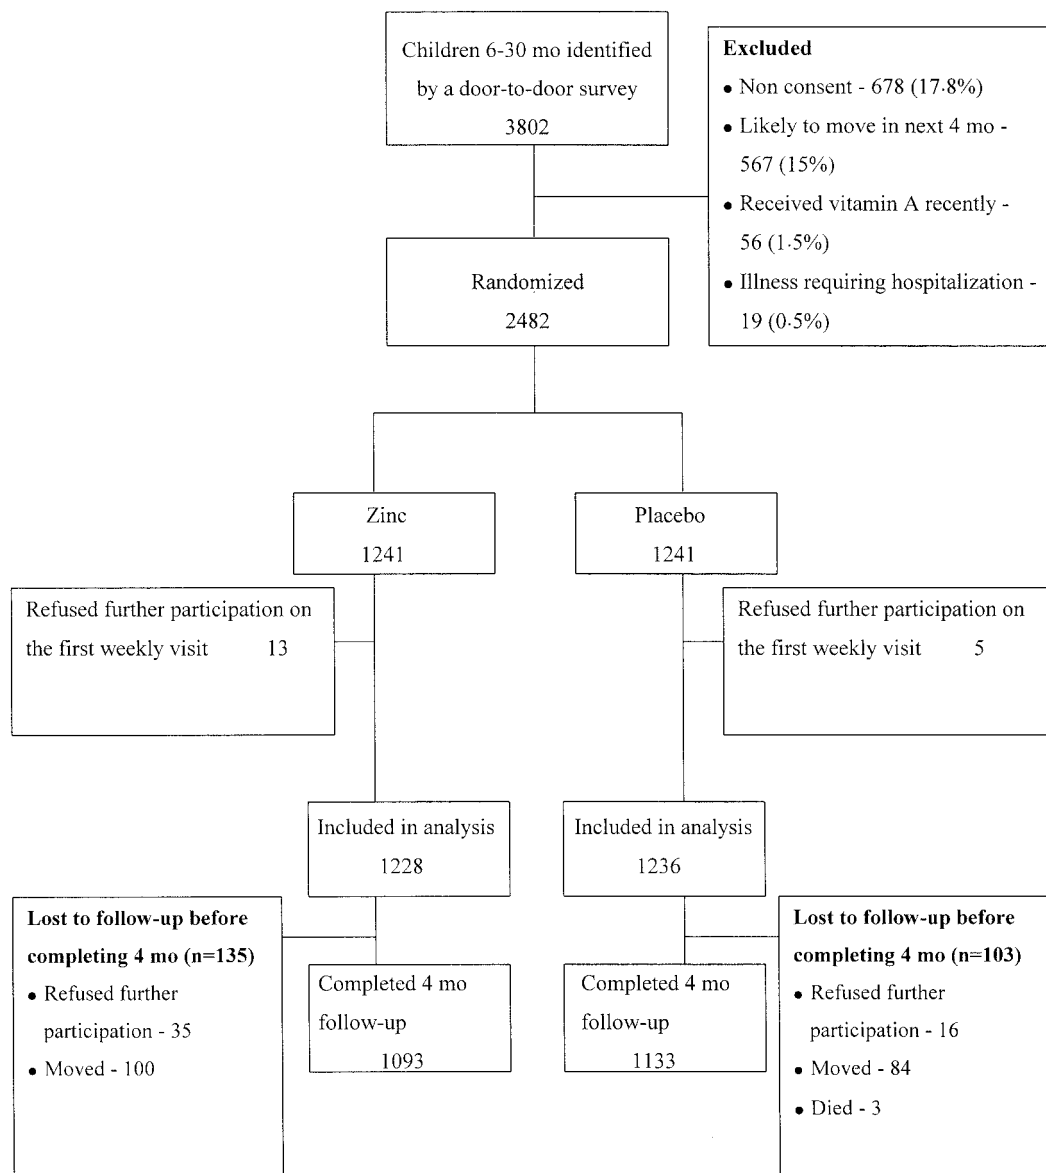 Children 6-30 mo identified
by a door-to-door survey
3802
Excluded
• Non consent - 678 (17·8%)
• Likely to move in next 4 mo -
567 (15%)
• Received vitamin A recently -
56 (1·5%)
• Illness requiring hospitalization -
19 (0·5%)
Randomized
2482
Zinc
1241
Placebo
1241
Refused further participation on
the first weekly visit 13
Refused further participation on
the first weekly visit 5
Included in analysis
1228
Included in analysis
1236
Lost to follow-up before
completing 4 mo (n=135)
• Refused further
participation - 35
• Moved - 100
Completed 4 mo
follow-up
1093
Completed 4 mo
follow-up
1133
Lost to follow-up before
completing 4 mo (n=103)
• Refused further
participation - 16
• Moved - 84
• Died - 3